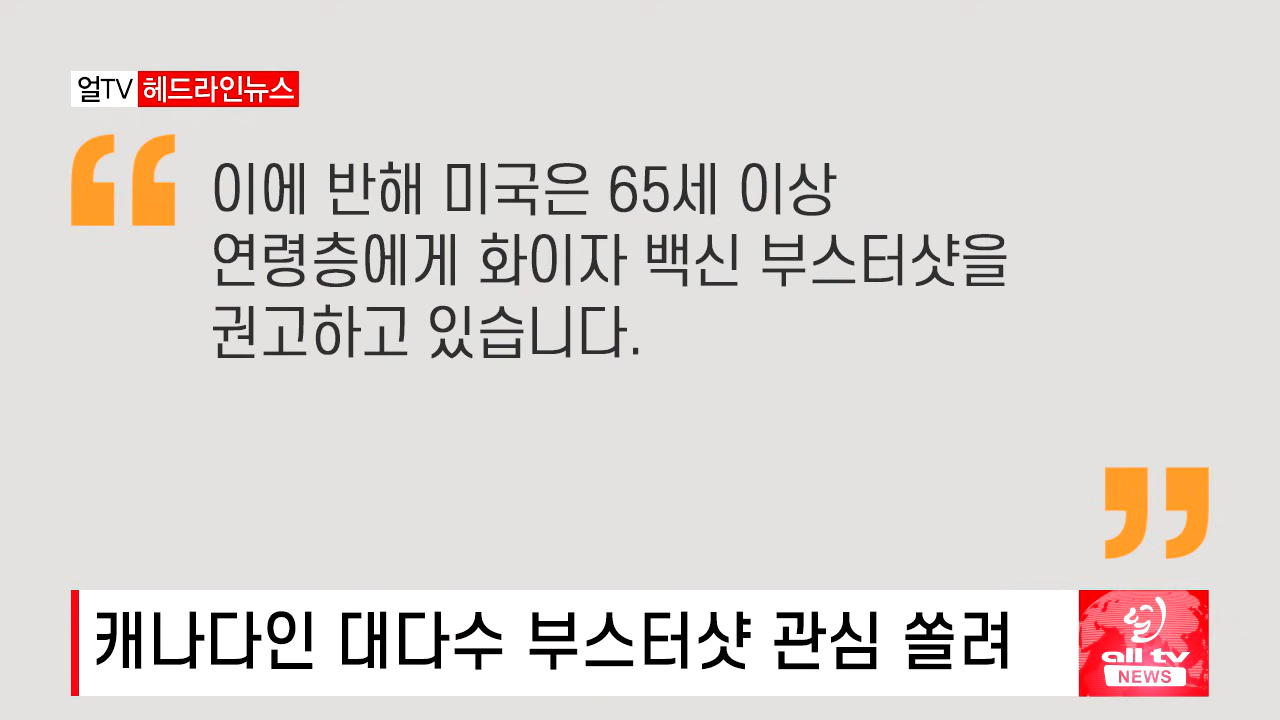 얼TV 헤드라인뉴스
이에 반해 미국은 65세 이상
연령층에게 화이자 백신 부스터샷을
권고하고 있습니다.
캐나다인 대다수 부스터샷 관심 쏠려
얼
all tv
NEWS